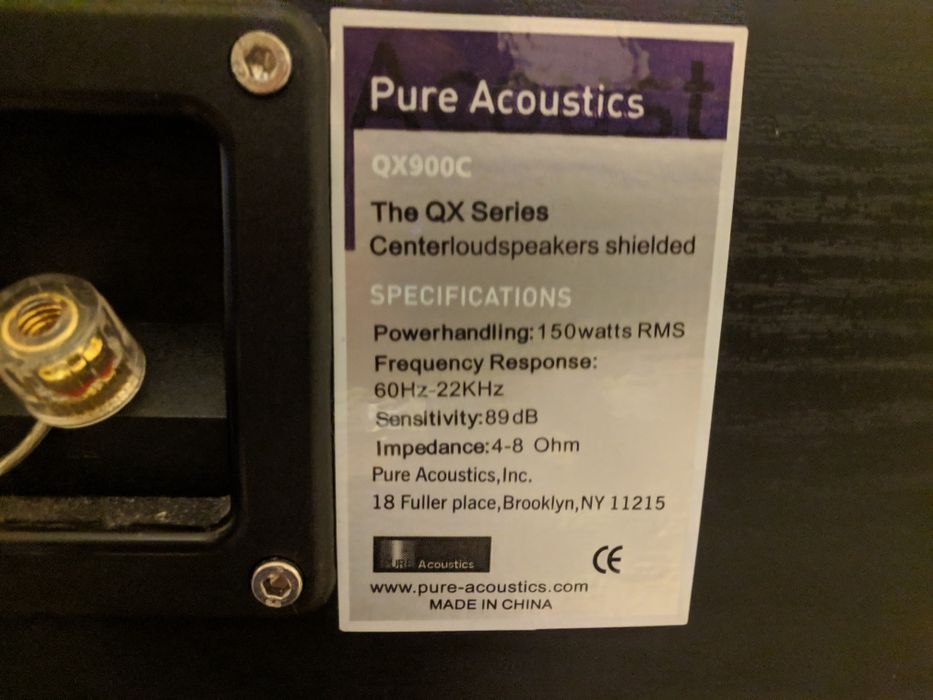 Pure Acoustics
QX900C
The QX Series
Centerloudspeakers shielded
SPECIFICATIONS
Powerhandling:150watts RMS
Frequency Response:
60Hz-22KHz
Sensitivity:89dB
Impedance:4-8 Ohm
Pure Acoustics,Inc.
18 Fuller place,Brooklyn,NY 11215
PURE Acoustics
CE
www.pure-acoustics.com
MADE IN CHINA